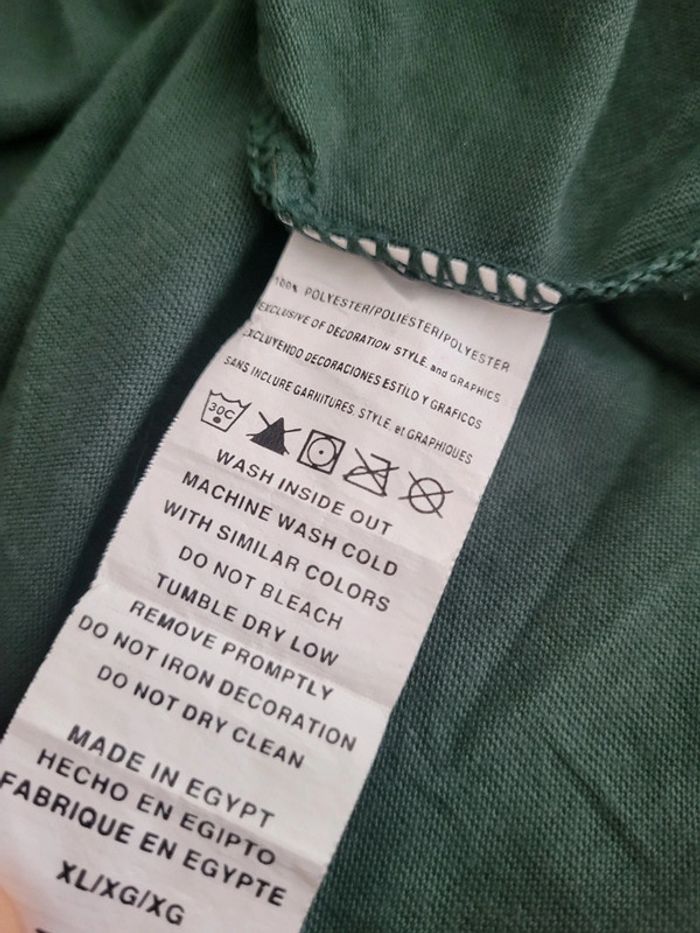 100% POLYESTER/POLIÉSTER/POLYESTER
EXCLUSIVE OF DECORATION STYLE, and GRAPHICS
EXCLUYENDO DECORACIONES ESTILO Y GRAFICOS
SANS INCLURE GARNITURES, STYLE, et GRAPHIQUES
30C
WASH INSIDE OUT
MACHINE WASH COLD
WITH SIMILAR COLORS
DO NOT BLEACH
TUMBLE DRY LOW
REMOVE PROMPTLY
DO NOT IRON DECORATION
DO NOT DRY CLEAN
MADE IN EGYPT
HECHO EN EGIPTO
FABRIQUE EN EGYPTE
XL/XG/XG